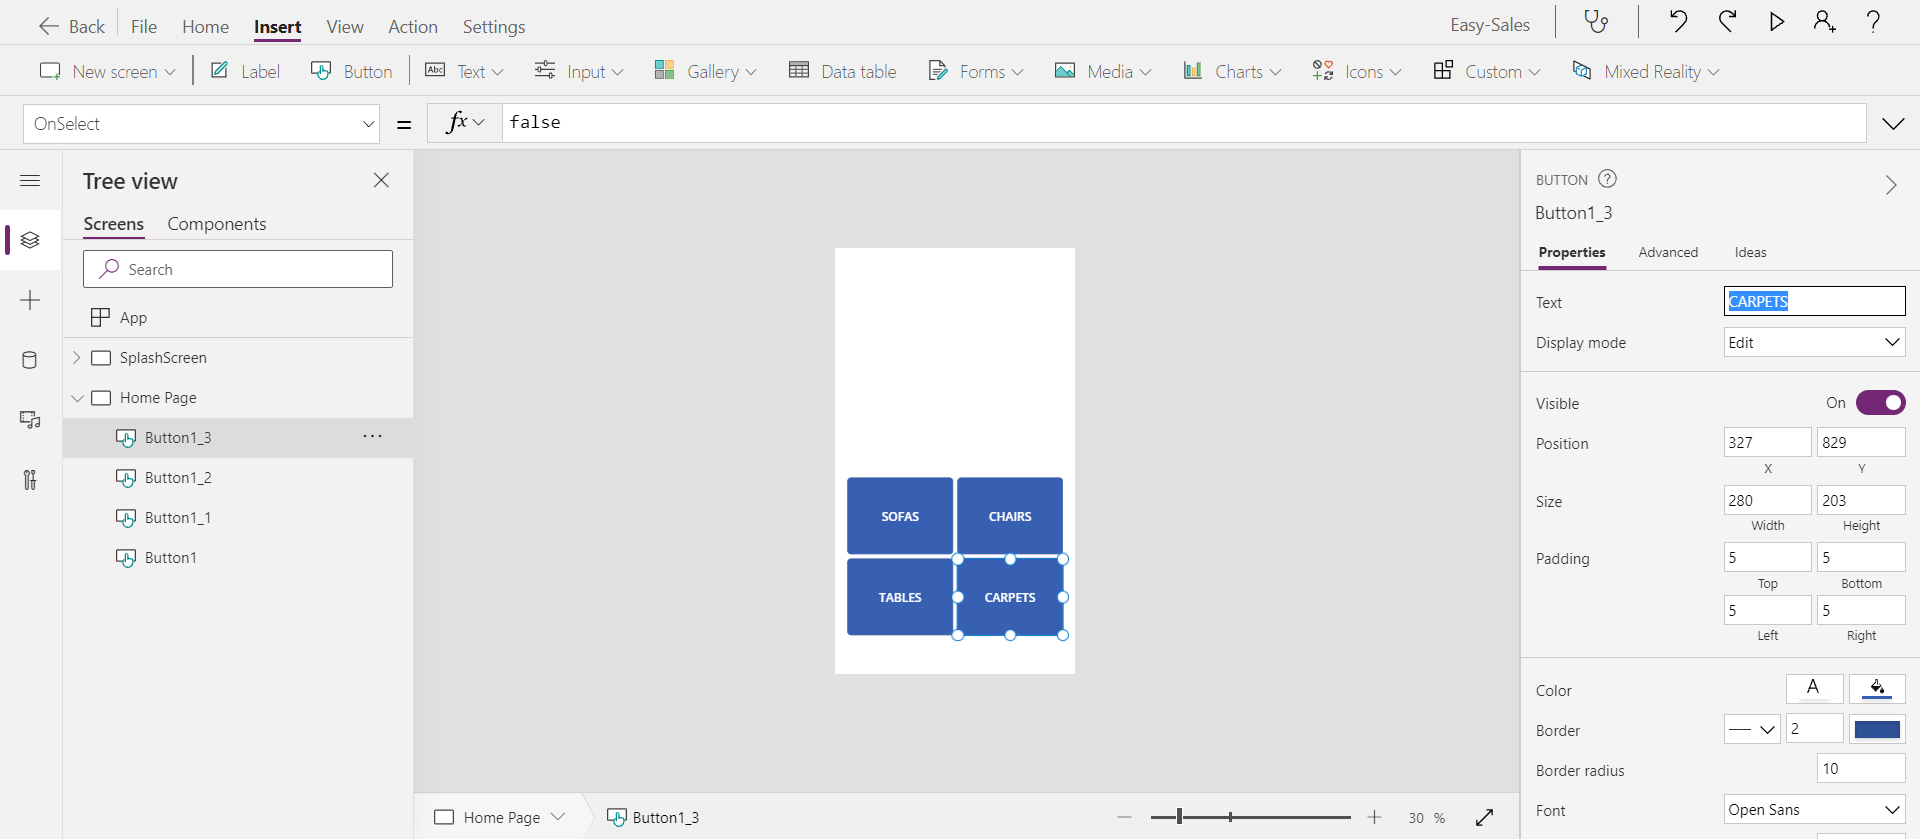 Back File Home Insert View Action Settings Easy-Sales
New screen Label Button Abc Text Input Gallery Data table Forms Media Charts Icons Custom Mixed Reality
OnSelect = fx false
Tree view
Screens Components
Search
App
SplashScreen
Home Page
Button1_3 ...
Button1_2
Button1_1
Button1
SOFAS CHAIRS
TABLES CARPETS
Home Page Button1_3 30 %
BUTTON ?
Button1_3
Properties Advanced Ideas
Text CARPETS
Display mode Edit
Visible On
Position 327 829
X Y
Size 280 203
Width Height
Padding 5 5
Top Bottom
5 5
Left Right
Color A
Border 2
Border radius 10
Font Open Sans